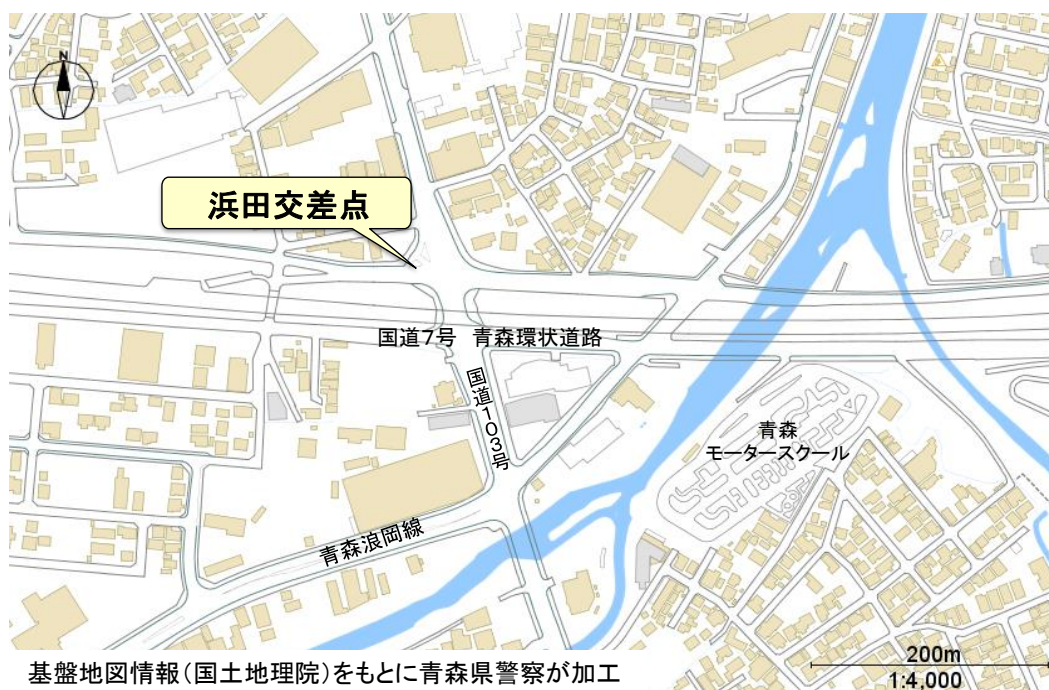 N
浜田交差点
国道7号 青森環状道路
国道103号
青森
モータースクール
青森浪岡線
基盤地図情報(国土地理院)をもとに青森県警察が加工
200m
1:4,000